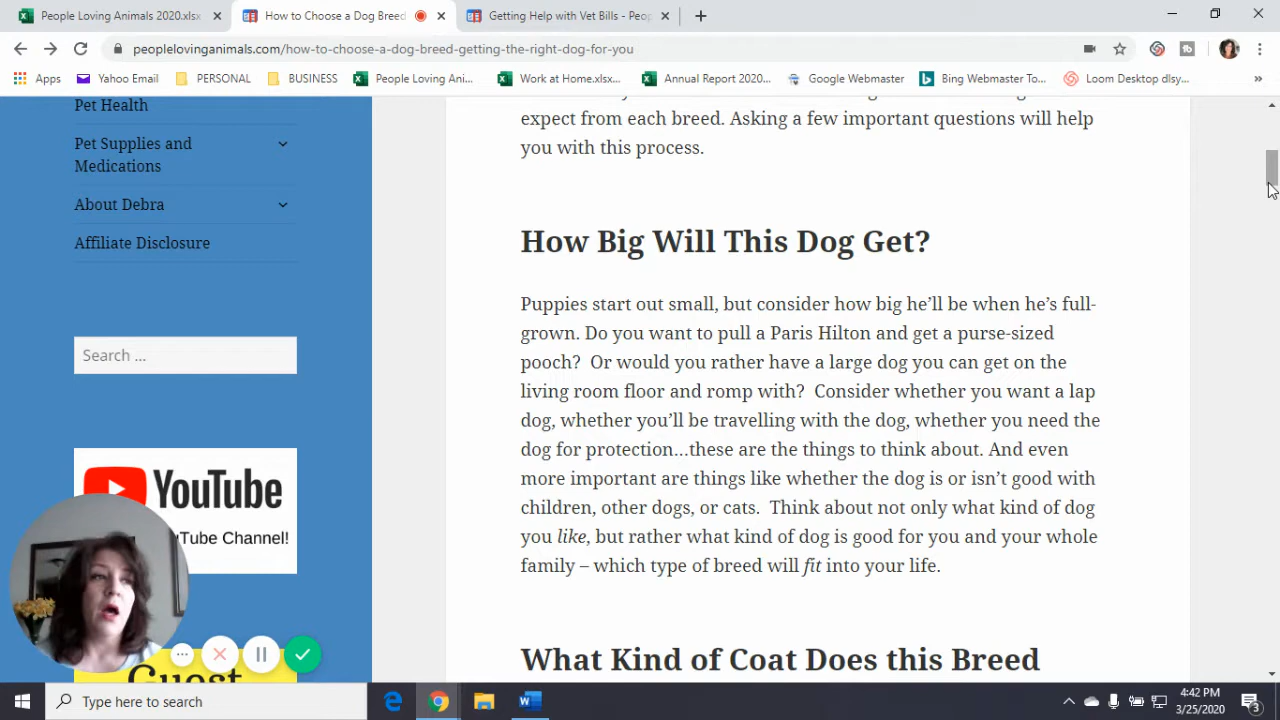 People Loving Animals 2020.xlsx
How to Choose a Dog Breed
Getting Help with Vet Bills - Peop
peoplelovinganimals.com/how-to-choose-a-dog-breed-getting-the-right-dog-for-you
Apps
Yahoo Email
PERSONAL
BUSINESS
People Loving Ani...
Work at Home.xlsx...
Annual Report 2020...
Google Webmaster
Bing Webmaster To...
Loom Desktop dlsy...
»
Pet Health
Pet Supplies and
Medications
About Debra
Affiliate Disclosure
Search …
YouTube
uTube Channel!
Guest
expect from each breed. Asking a few important questions will help
you with this process.
How Big Will This Dog Get?
Puppies start out small, but consider how big he’ll be when he’s full-
grown. Do you want to pull a Paris Hilton and get a purse-sized
pooch?  Or would you rather have a large dog you can get on the
living room floor and romp with?  Consider whether you want a lap
dog, whether you’ll be travelling with the dog, whether you need the
dog for protection…these are the things to think about. And even
more important are things like whether the dog is or isn’t good with
children, other dogs, or cats.  Think about not only what kind of dog
you like, but rather what kind of dog is good for you and your whole
family – which type of breed will fit into your life.
What Kind of Coat Does this Breed
Type here to search
4:42 PM
3/25/2020
3